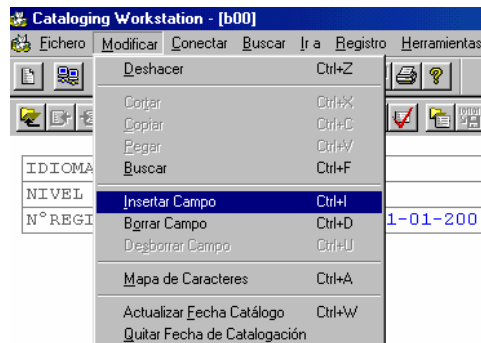 Cataloging Workstation - [b00]
Fichero Modificar Conectar Buscar Ir a Registro Herramientas
Deshacer Ctrl+Z
Cortar Ctrl+X
Copiar Ctrl+C
Pegar Ctrl+V
IDIOMA Buscar Ctrl+F
NIVEL Insertar Campo Ctrl+I
NºREGI Borrar Campo Ctrl+D 1-01-200
Desborrar Campo Ctrl+U
Mapa de Caracteres Ctrl+A
Actualizar Fecha Catálogo Ctrl+W
Quitar Fecha de Catalogación